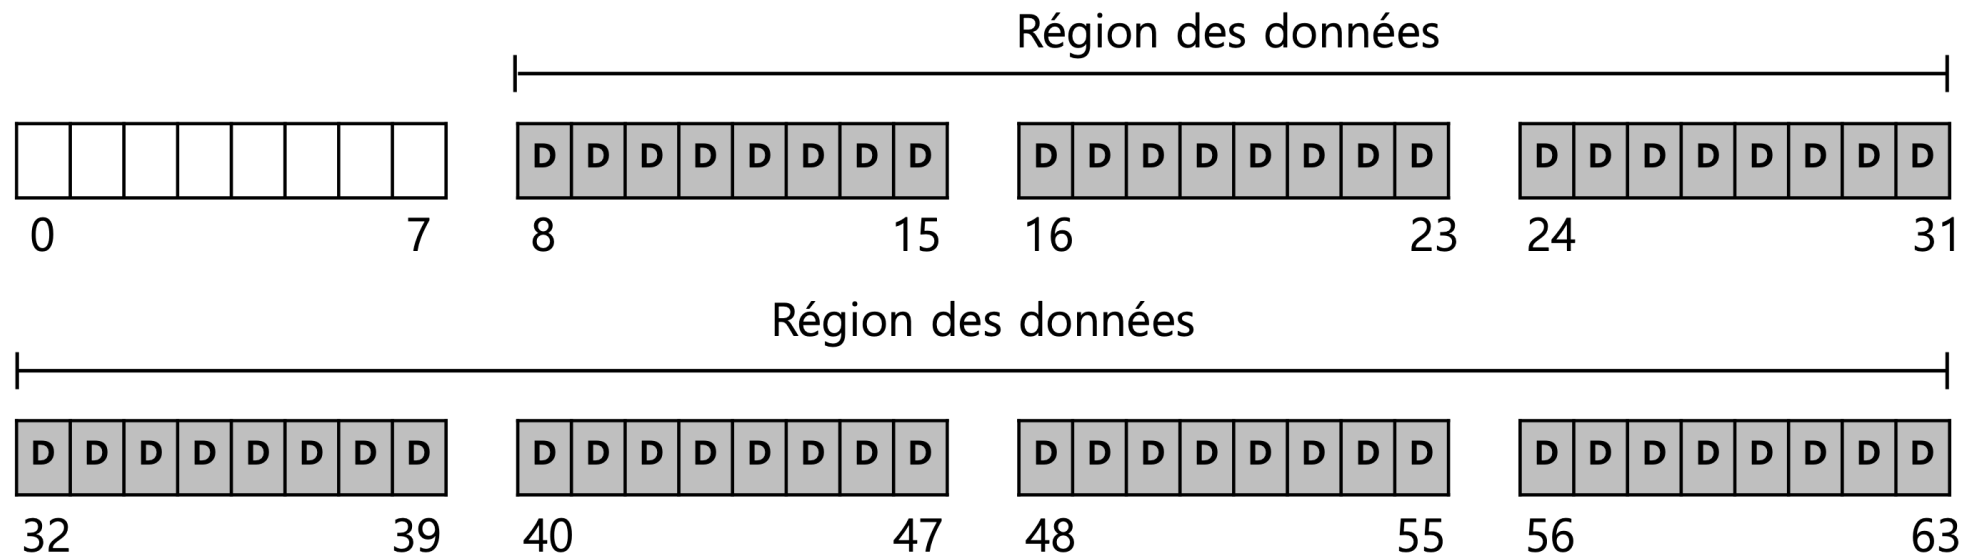 Région des données
D D D D D D D D D D D D D D D D D D D D D D D D
0 7 8 15 16 23 24 31
Région des données
D D D D D D D D D D D D D D D D D D D D D D D D D D D D D D D D
32 39 40 47 48 55 56 63